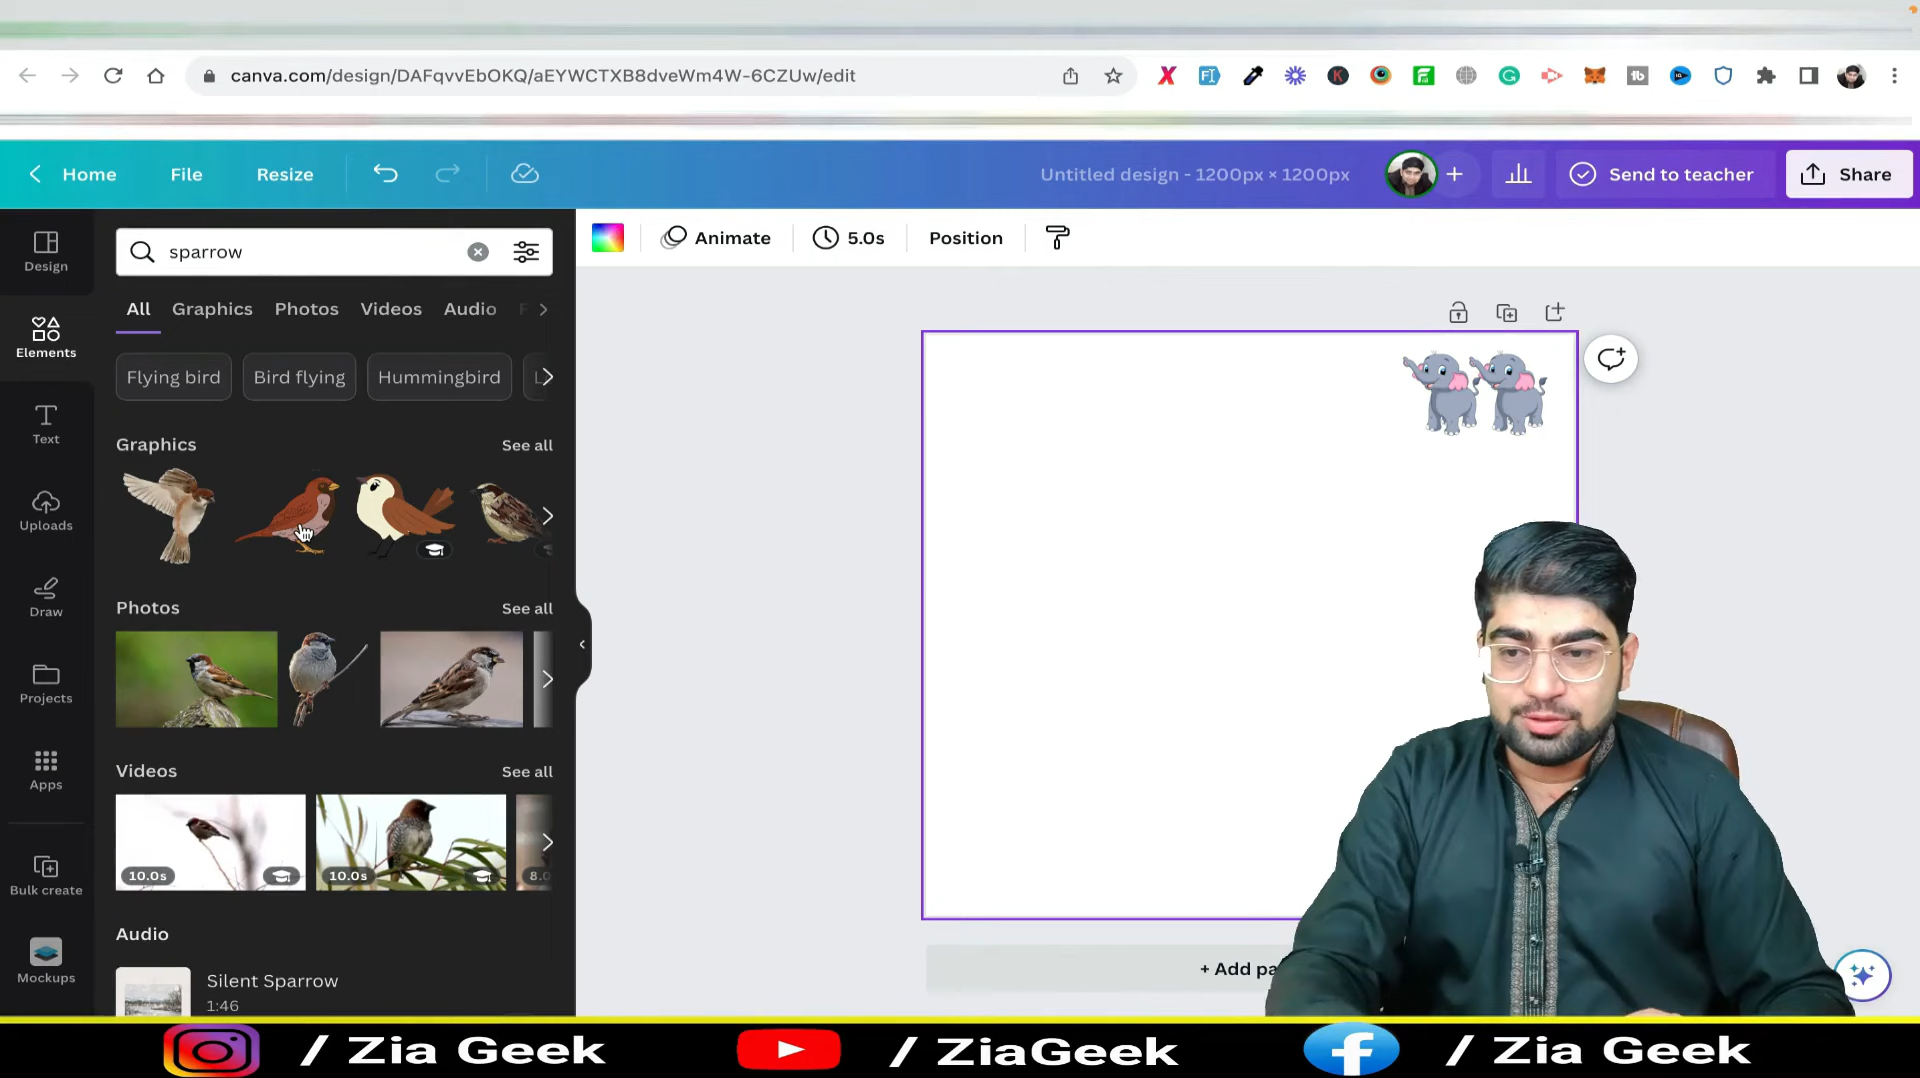 canva.com/design/DAFqvvEbOKQ/aEYWCTXB8dveWm4W-6CZUw/edit
Home File Resize Untitled design - 1200px × 1200px Send to teacher Share
sparrow
Animate 5.0s Position
Design
Elements
Text
Uploads
Draw
Projects
Apps
Bulk create
Mockups
All Graphics Photos Videos Audio
Flying bird Bird flying Hummingbird
Graphics See all
Photos See all
Videos See all
10.0s 10.0s 8.0
Audio
Silent Sparrow
1:46
+ Add pa
/ Zia Geek / ZiaGeek / Zia Geek